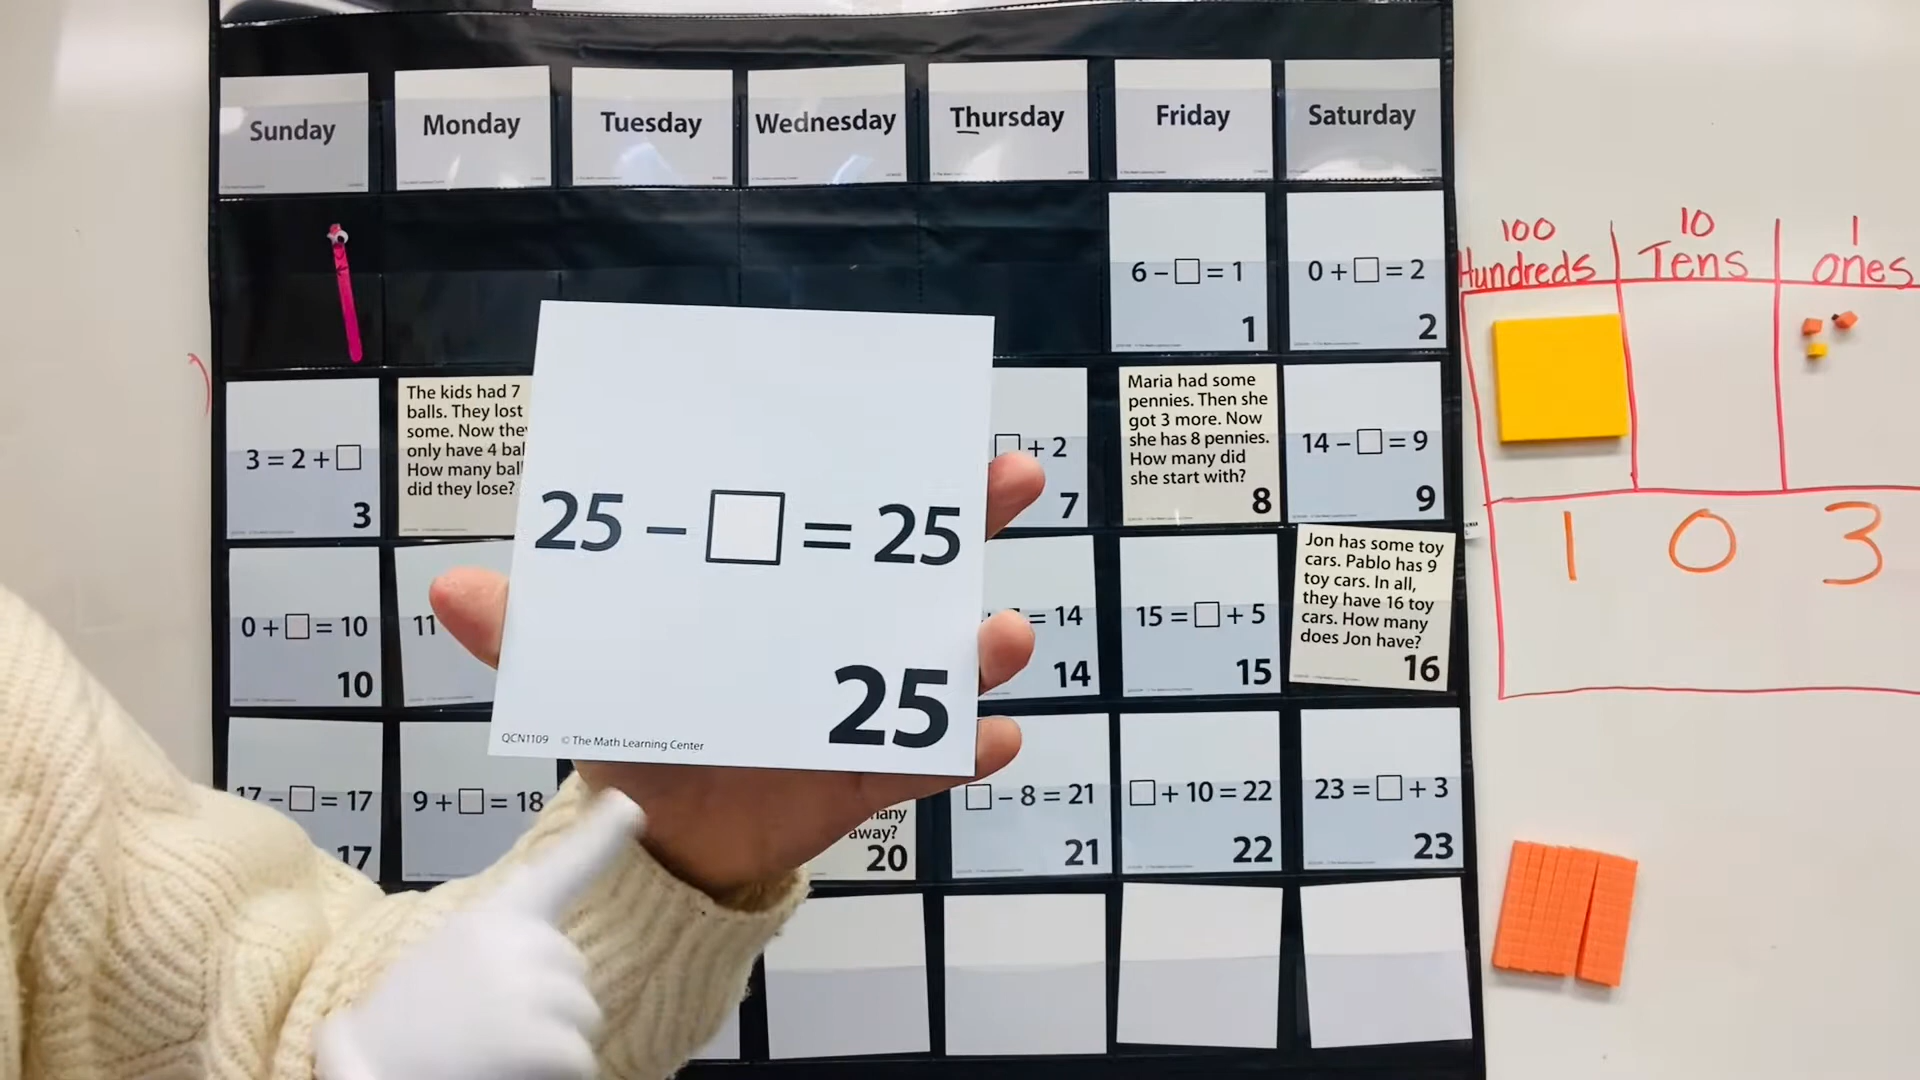 Sunday Monday Tuesday Wednesday Thursday Friday Saturday
6 – □ = 1
1
0 + □ = 2
2
3 = 2 + □
3
The kids had 7
balls. They lost
some. Now
only have 4
How many
did they lose?
□ + 2
7
Maria had some
pennies. Then she
got 3 more. Now
she has 8 pennies.
How many did
she start with?
8
14 – □ = 9
9
0 + □ = 10
10
11
= 14
14
15 = □ + 5
15
Jon has some toy
cars. Pablo has 9
toy cars. In all,
they have 16 toy
cars. How many
does Jon have?
16
17 – □ = 17
17
9 + □ = 18
away?
20
□ – 8 = 21
21
□ + 10 = 22
22
23 = □ + 3
23
25 – □ = 25
25
QCN1109 © The Math Learning Center
100 10 1
Hundreds Tens ones
1 0 3